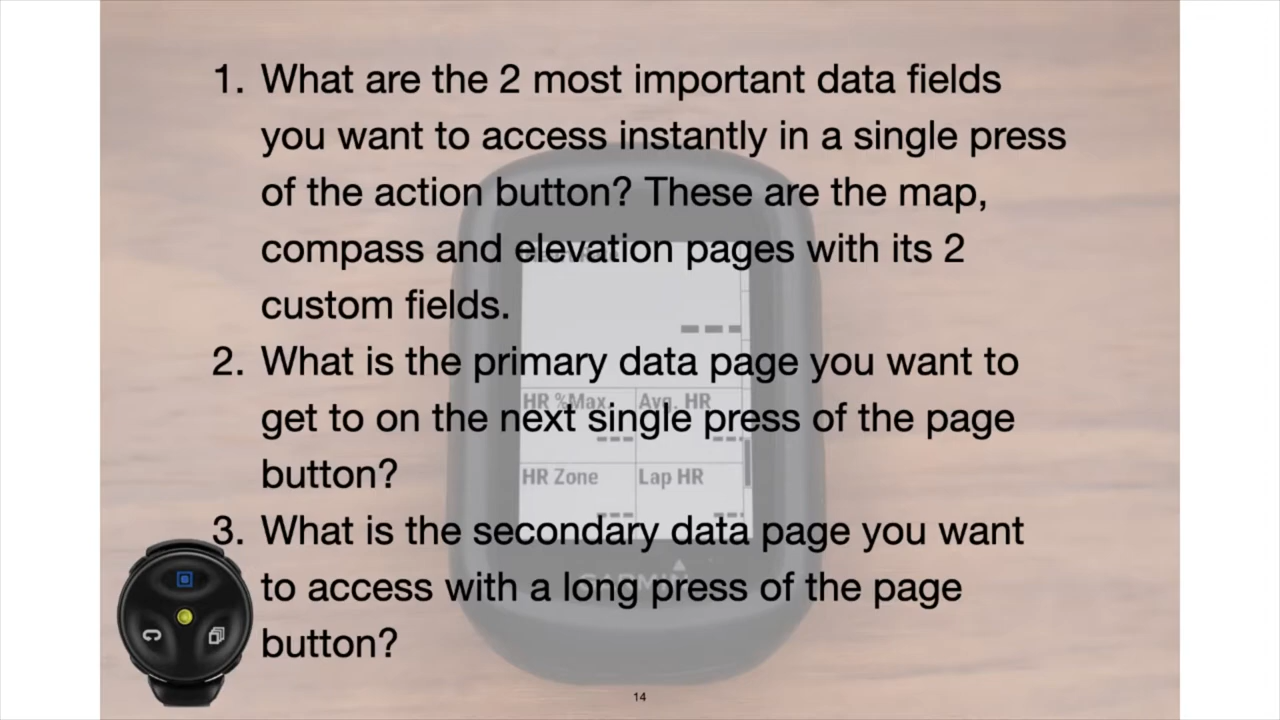 1. What are the 2 most important data fields
you want to access instantly in a single press
of the action button? These are the map,
compass and elevation pages with its 2
custom fields.
2. What is the primary data page you want to
get to on the next single press of the page
button?
HR %Max Avg. HR
HR Zone Lap HR
3. What is the secondary data page you want
to access with a long press of the page
button?
GARMIN
14